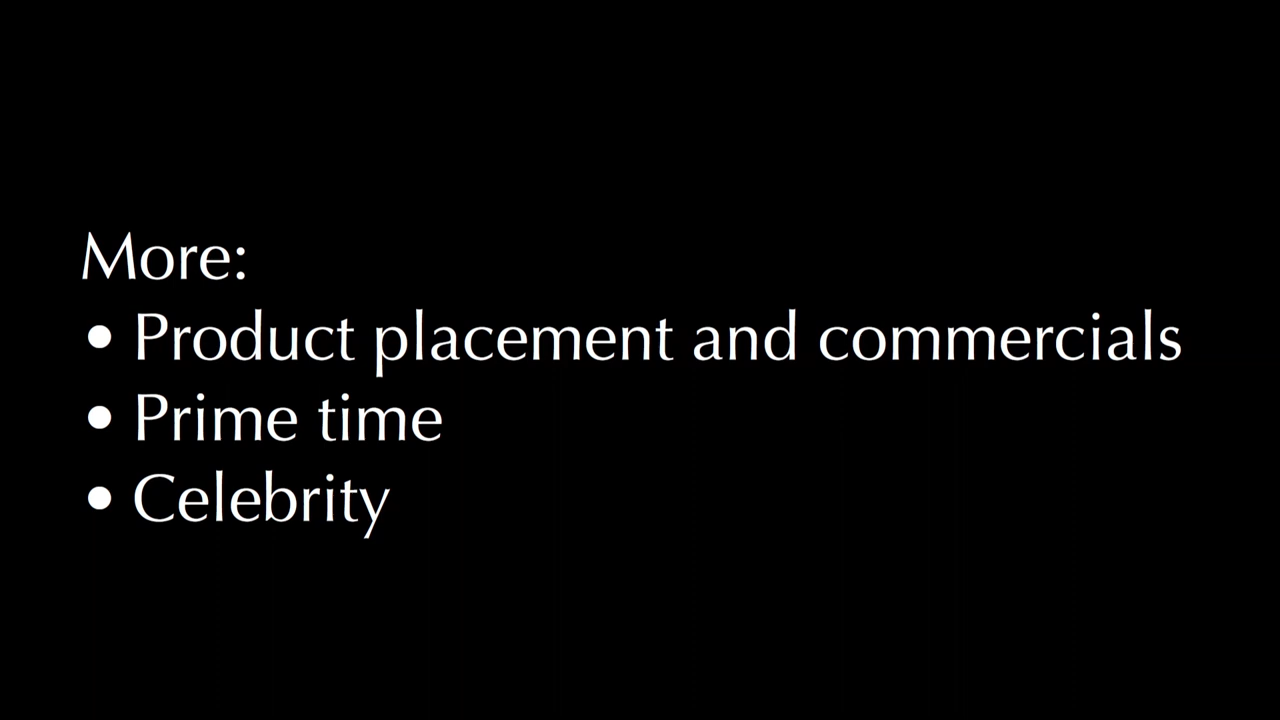 More:
• Product placement and commercials
• Prime time
• Celebrity